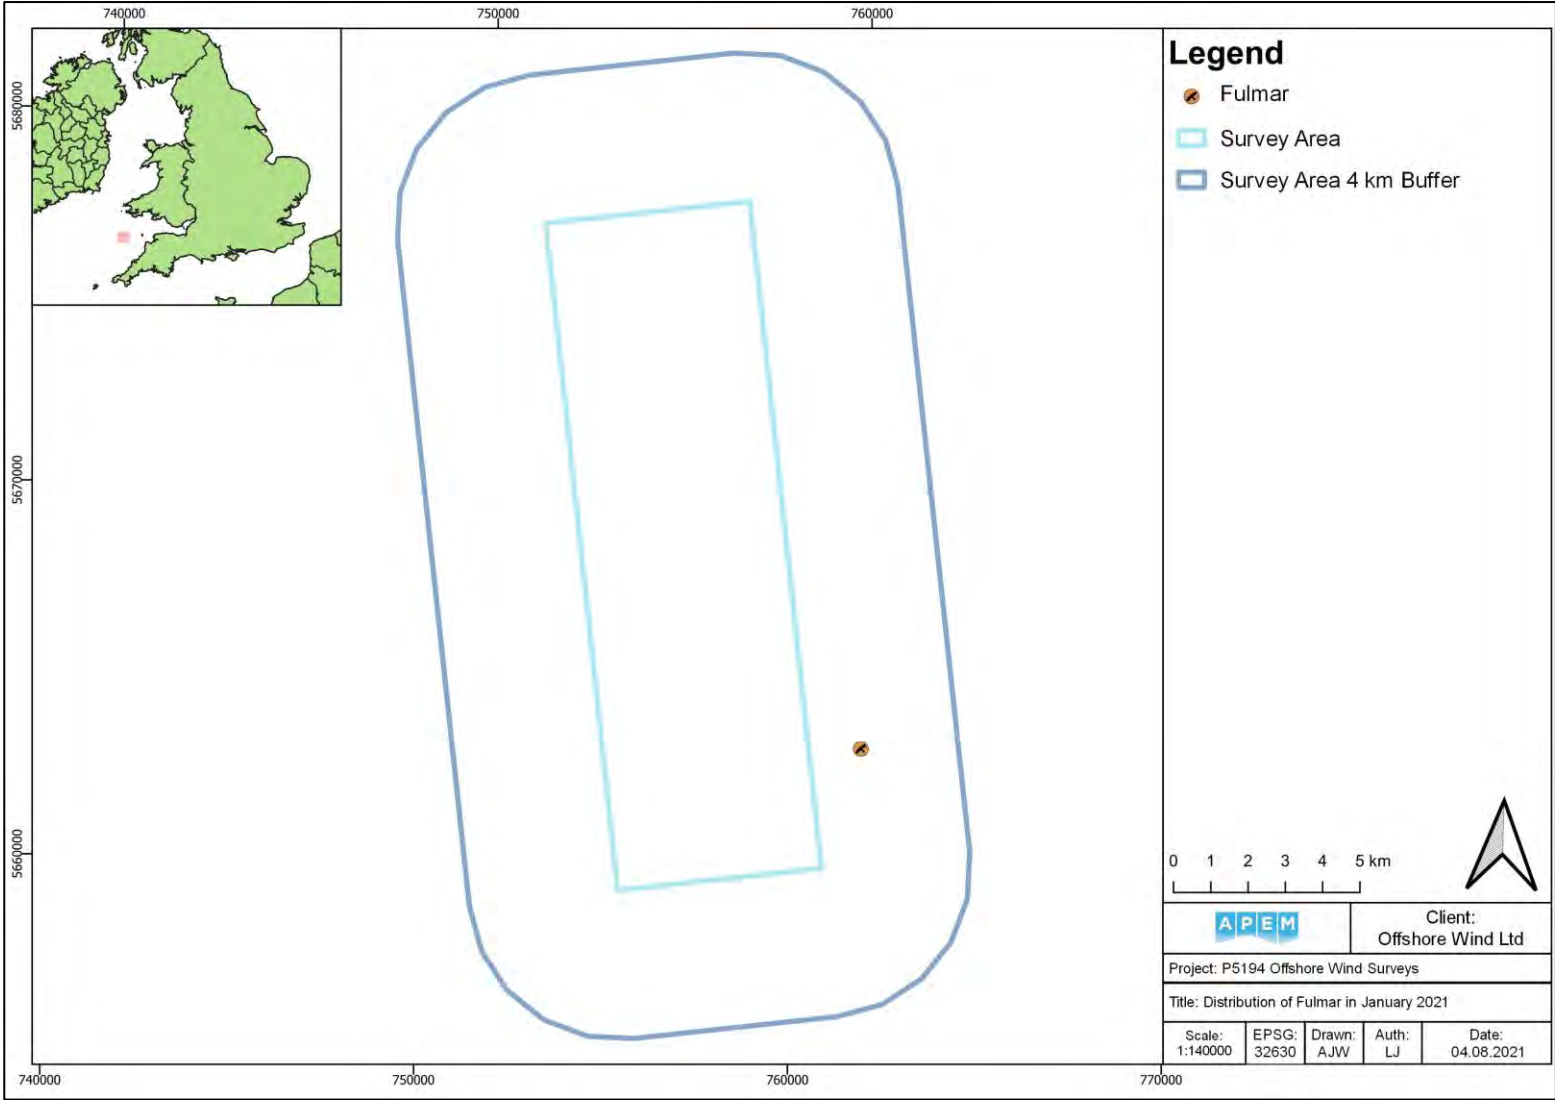 740000
750000
760000
5680000
5670000
5660000
Legend
Fulmar
Survey Area
Survey Area 4 km Buffer
0 1 2 3 4 5 km
APEM
Client:
Offshore Wind Ltd
Project: P5194 Offshore Wind Surveys
Title: Distribution of Fulmar in January 2021
Scale:
1:140000
EPSG:
32630
Drawn:
AJW
Auth:
LJ
Date:
04.08.2021
740000
750000
760000
770000